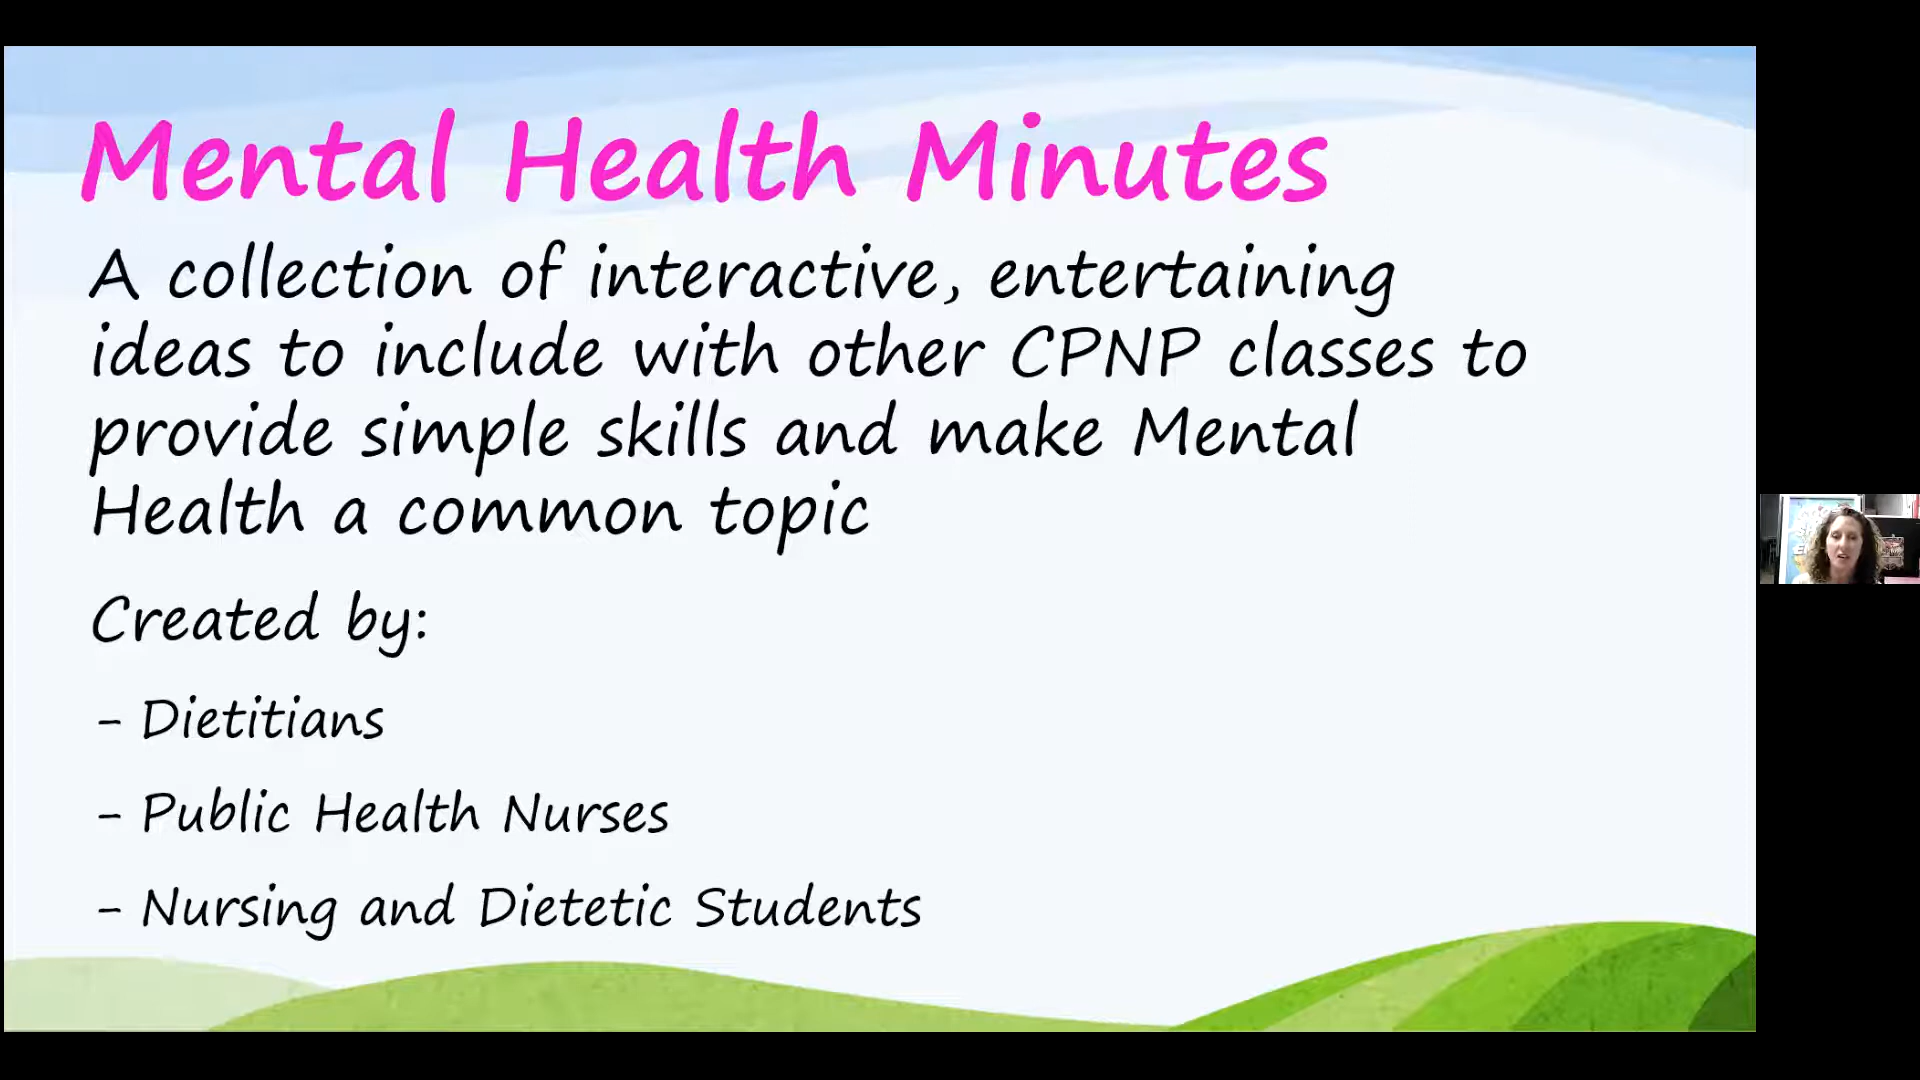 Mental Health Minutes
A collection of interactive, entertaining
ideas to include with other CPNP classes to
provide simple skills and make Mental
Health a common topic
Created by:
- Dietitians
- Public Health Nurses
- Nursing and Dietetic Students